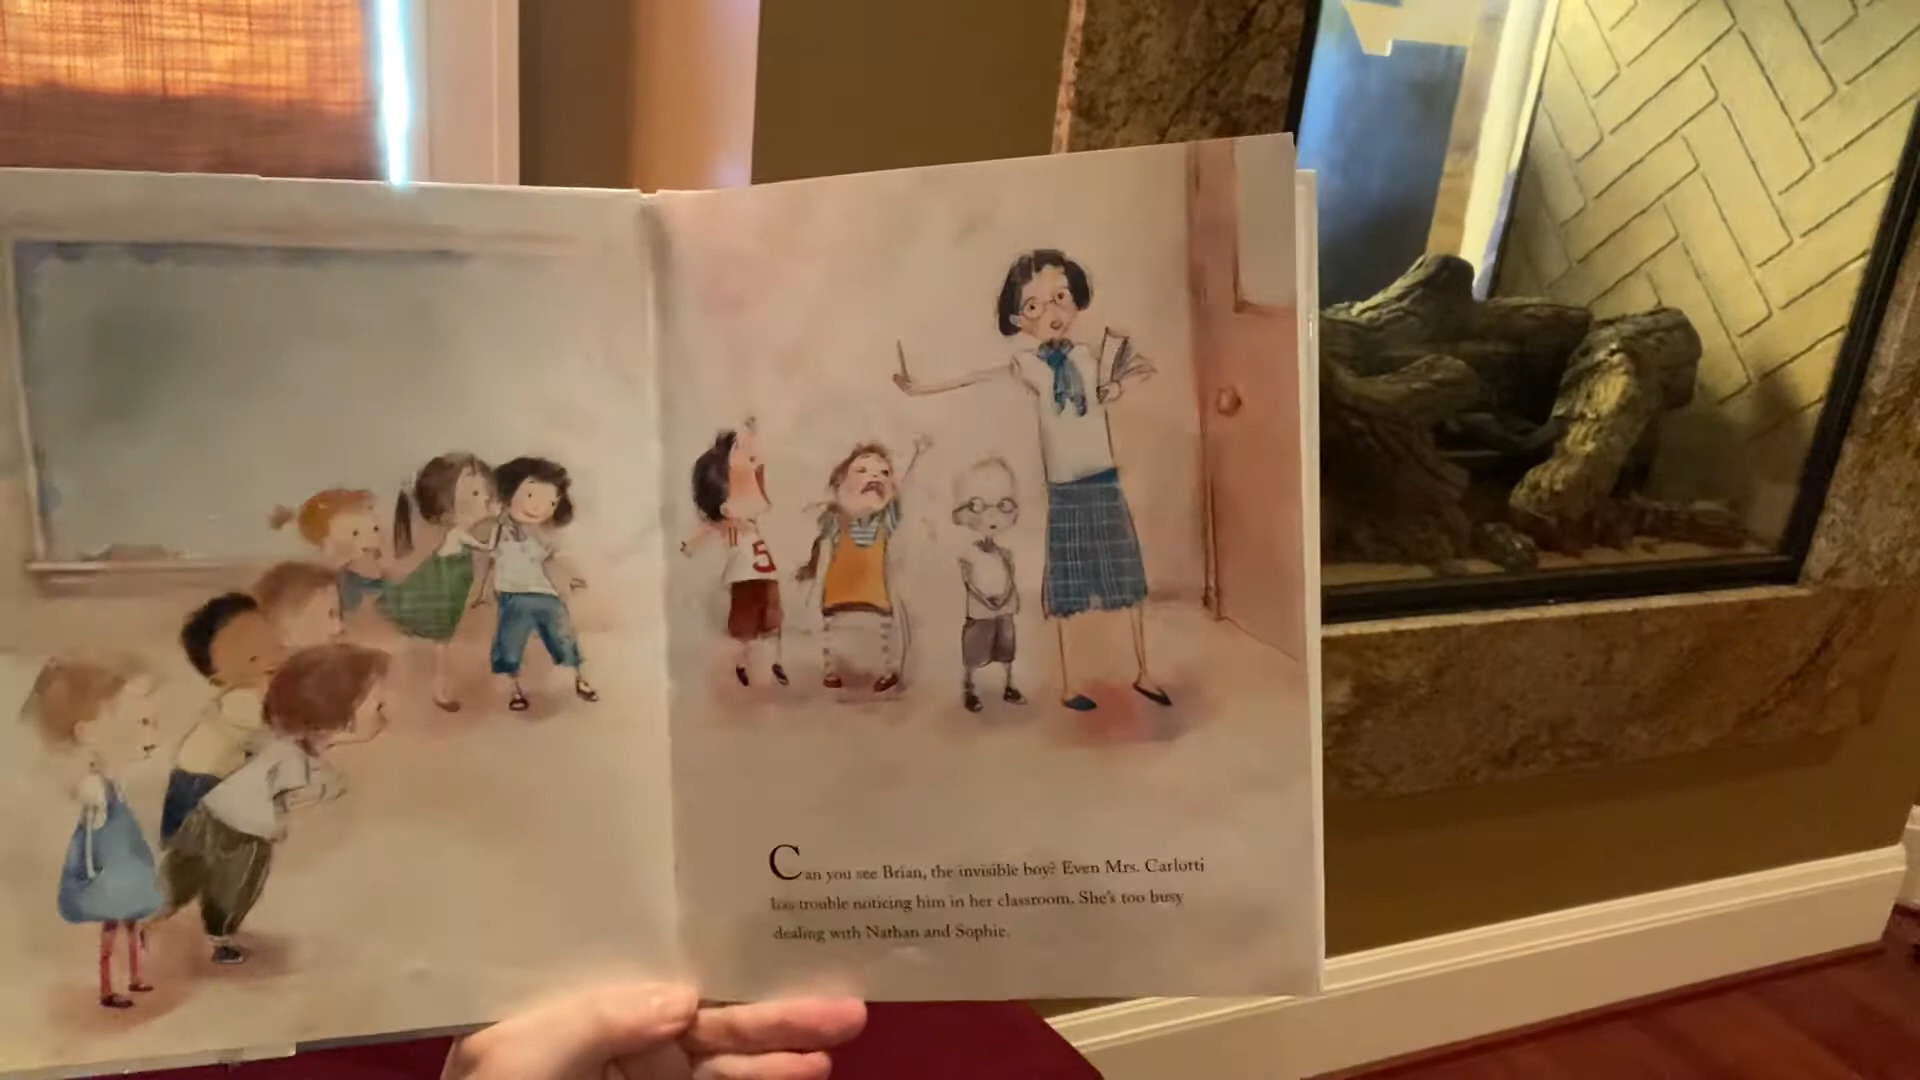 5
Can you see Brian, the invisible boy? Even Mrs. Carlotti
has trouble noticing him in her classroom. She's too busy
dealing with Nathan and Sophie.